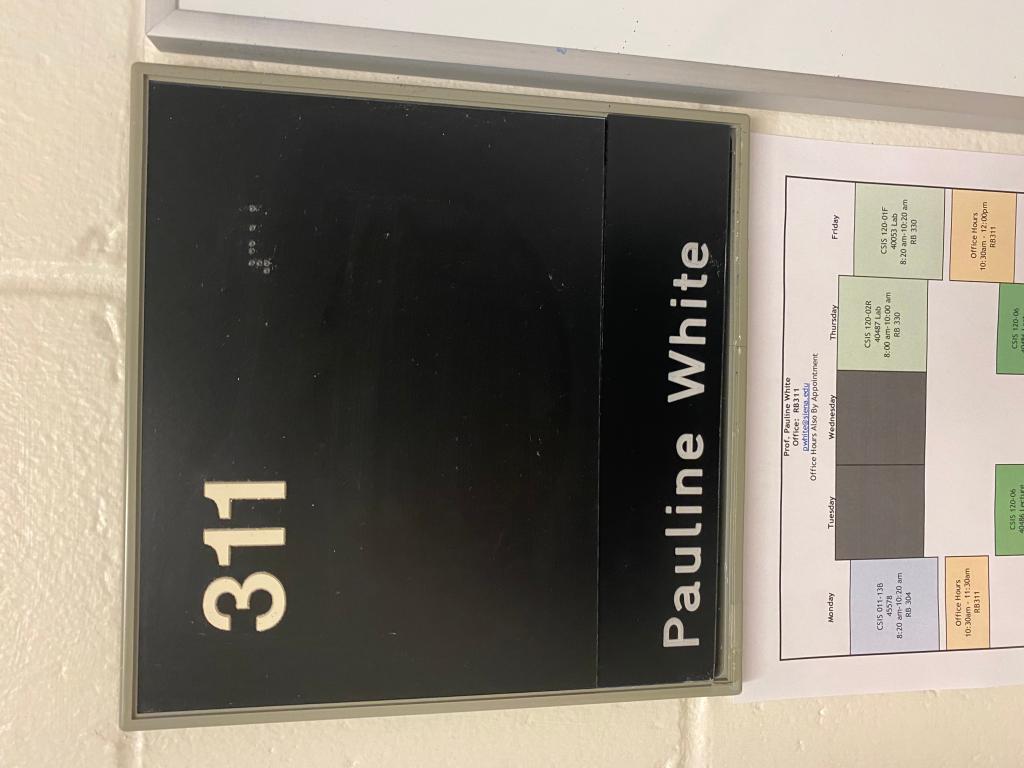 311
Pauline White
Prof. Pauline White
Office: RB311
pwhite@siena.edu
Office Hours Also By Appointment
Monday Tuesday Wednesday Thursday Friday
CSIS 011-13B
45578
8:20 am-10:20 am
RB 304
CSIS 120-02R
40487 Lab
8:00 am-10:00 am
RB 330
CSIS 120-01F
40053 Lab
8:20 am-10:20 am
RB 330
Office Hours
10:30am - 11:30am
RB311
Office Hours
10:30am - 12:00pm
RB311
CSIS 120-06
CSIS 120-06